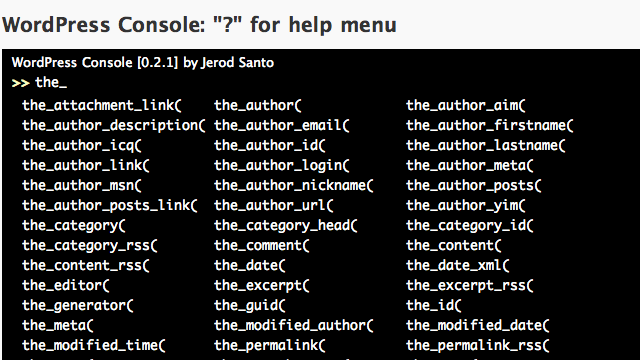 WordPress Console: "?" for help menu
WordPress Console [0.2.1] by Jerod Santo
>> the_
the_attachment_link( the_author( the_author_aim(
the_author_description( the_author_email( the_author_firstname(
the_author_icq( the_author_id( the_author_lastname(
the_author_link( the_author_login( the_author_meta(
the_author_msn( the_author_nickname( the_author_posts(
the_author_posts_link( the_author_url( the_author_yim(
the_category( the_category_head( the_category_id(
the_category_rss( the_comment( the_content(
the_content_rss( the_date( the_date_xml(
the_editor( the_excerpt( the_excerpt_rss(
the_generator( the_guid( the_id(
the_meta( the_modified_author( the_modified_date(
the_modified_time( the_permalink( the_permalink_rss(